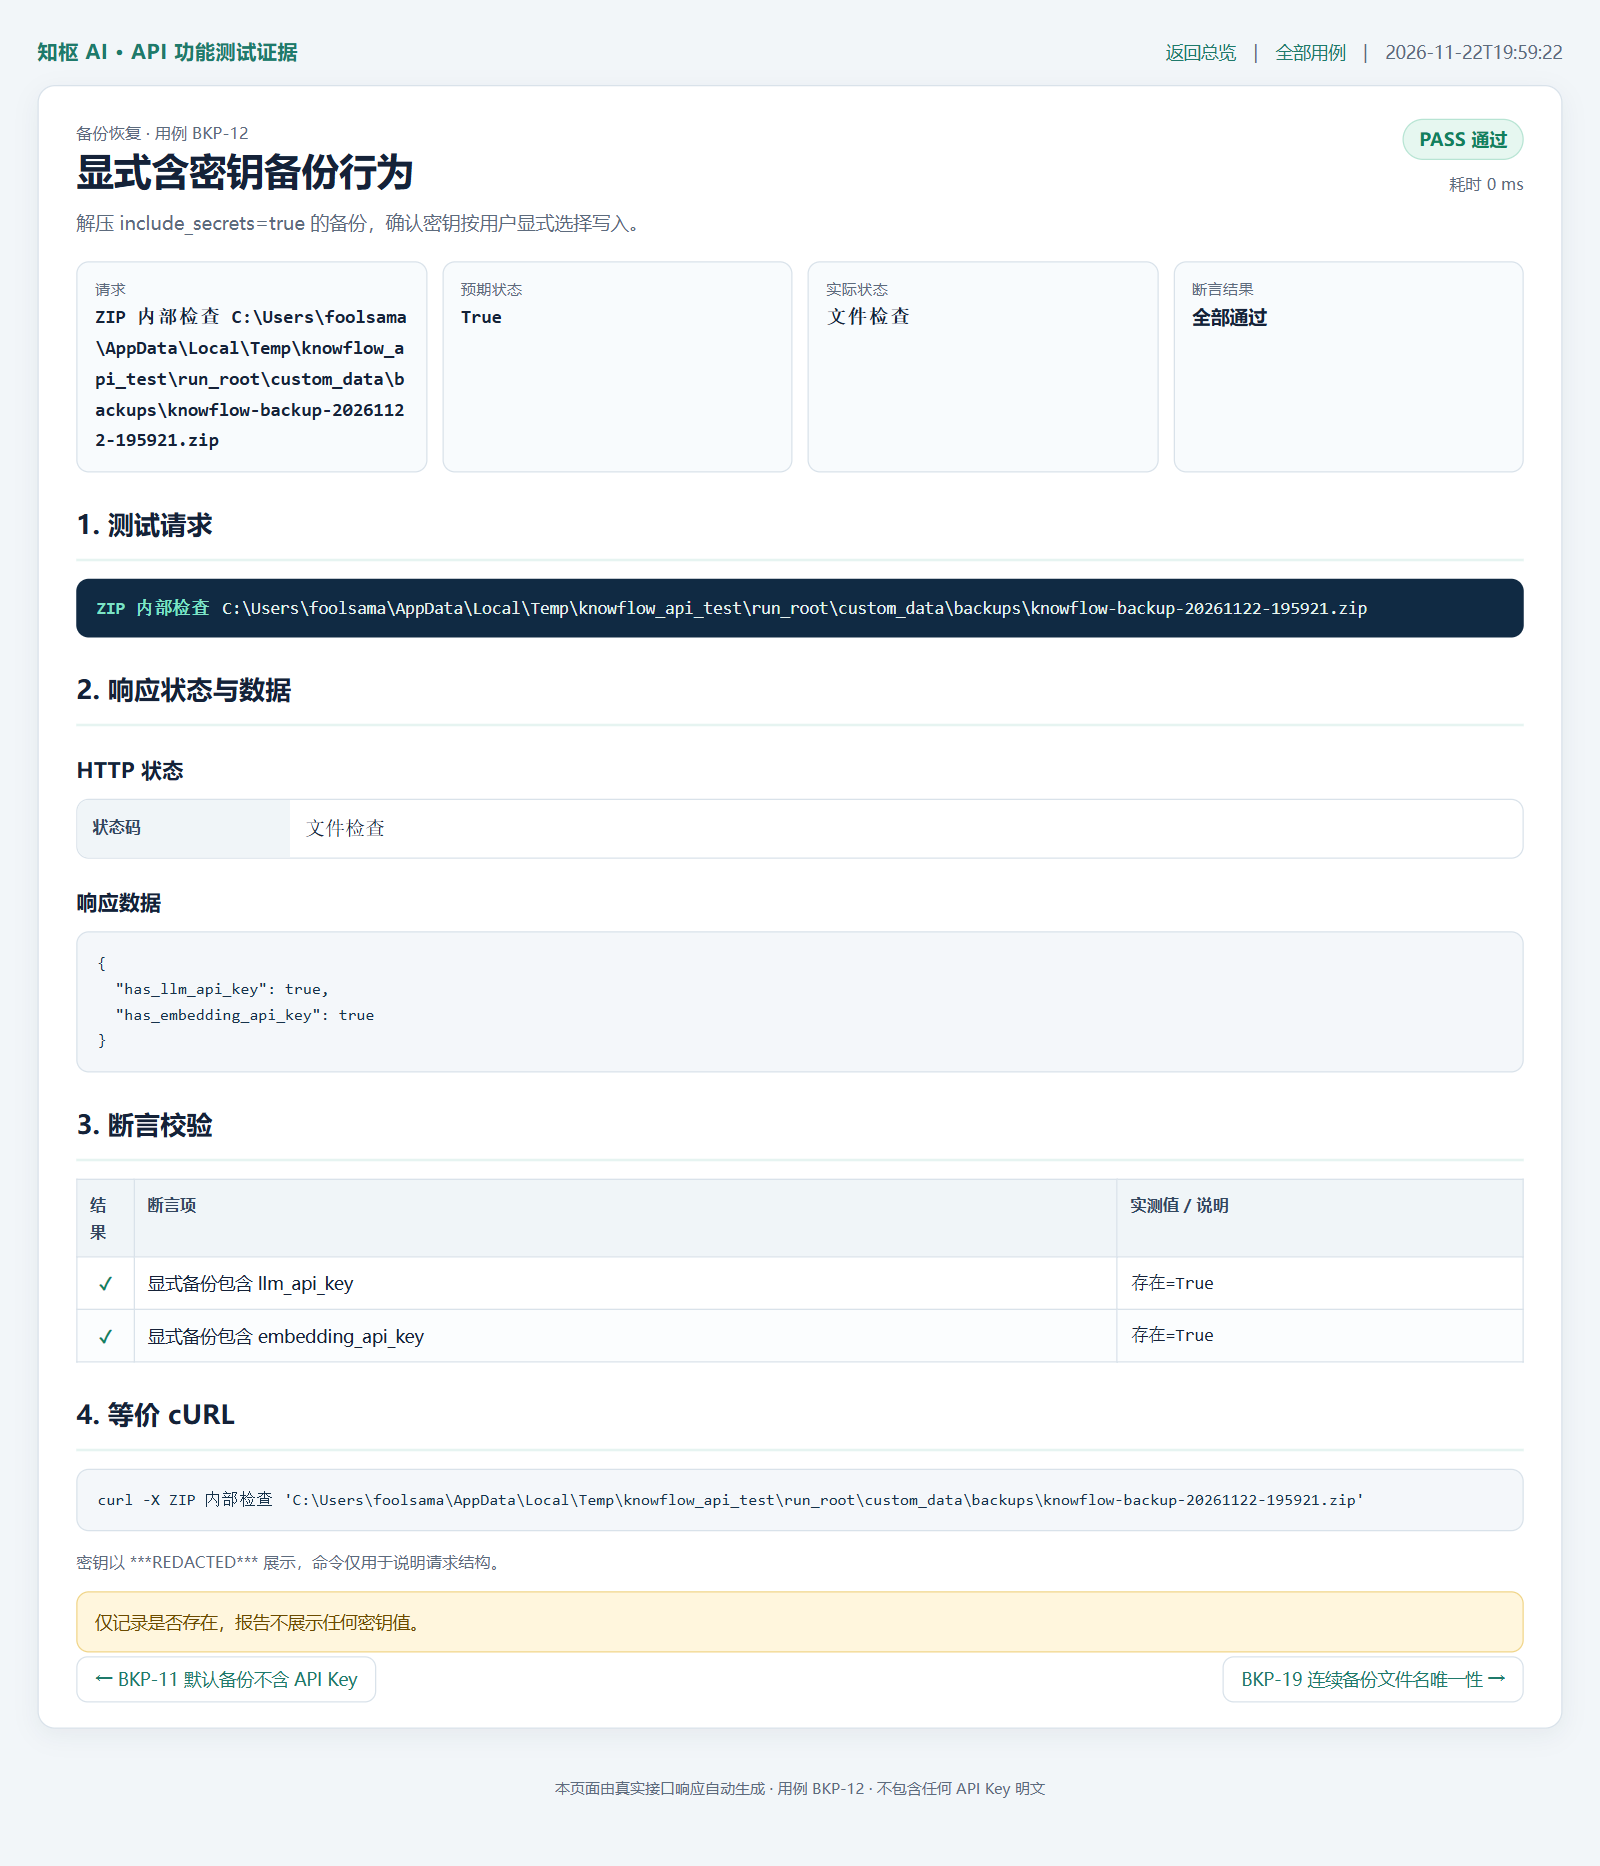 知枢 AI · API 功能测试证据
返回总览 | 全部用例 | 2026-11-22T19:59:22
备份恢复 · 用例 BKP-12
显式含密钥备份行为
解压 include_secrets=true 的备份，确认密钥按用户显式选择写入。
PASS 通过
耗时 0 ms
请求
ZIP 内部检查 C:\Users\foolsama
\AppData\Local\Temp\knowflow_a
pi_test\run_root\custom_data\b
ackups\knowflow-backup-2026112
2-195921.zip
预期状态
True
实际状态
文件检查
断言结果
全部通过
1. 测试请求
ZIP 内部检查 C:\Users\foolsama\AppData\Local\Temp\knowflow_api_test\run_root\custom_data\backups\knowflow-backup-20261122-195921.zip
2. 响应状态与数据
HTTP 状态
状态码 文件检查
响应数据
{
"has_llm_api_key": true,
"has_embedding_api_key": true
}
3. 断言校验
结
果
断言项
实测值 / 说明
✓ 显式备份包含 llm_api_key 存在=True
✓ 显式备份包含 embedding_api_key 存在=True
4. 等价 cURL
curl -X ZIP 内部检查 'C:\Users\foolsama\AppData\Local\Temp\knowflow_api_test\run_root\custom_data\backups\knowflow-backup-20261122-195921.zip'
密钥以 ***REDACTED*** 展示，命令仅用于说明请求结构。
仅记录是否存在，报告不展示任何密钥值。
← BKP-11 默认备份不含 API Key
BKP-19 连续备份文件名唯一性 →
本页面由真实接口响应自动生成 · 用例 BKP-12 · 不包含任何 API Key 明文